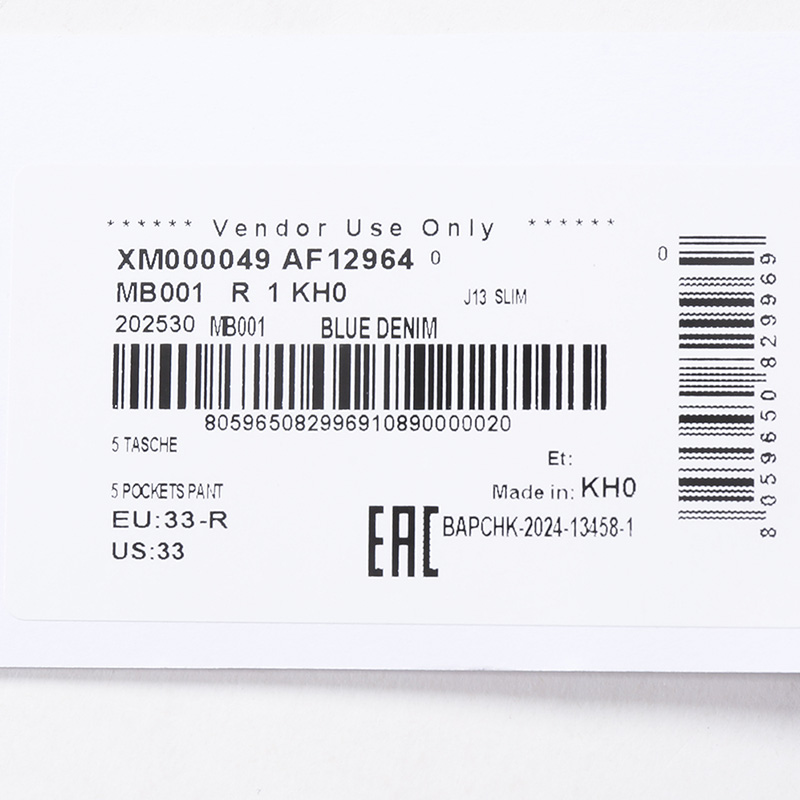 ****** Vendor Use Only ******
XM000049 AF12964 0
MB001 R 1 KH0
J13 SLIM
202530 MB001 BLUE DENIM
805965082996910890000020
5 TASCHE
Et:
5 POCKETS PANT
Made in: KH0
EU:33-R
US:33
EAC BAPCHK-2024-13458-1
0
8059650829969